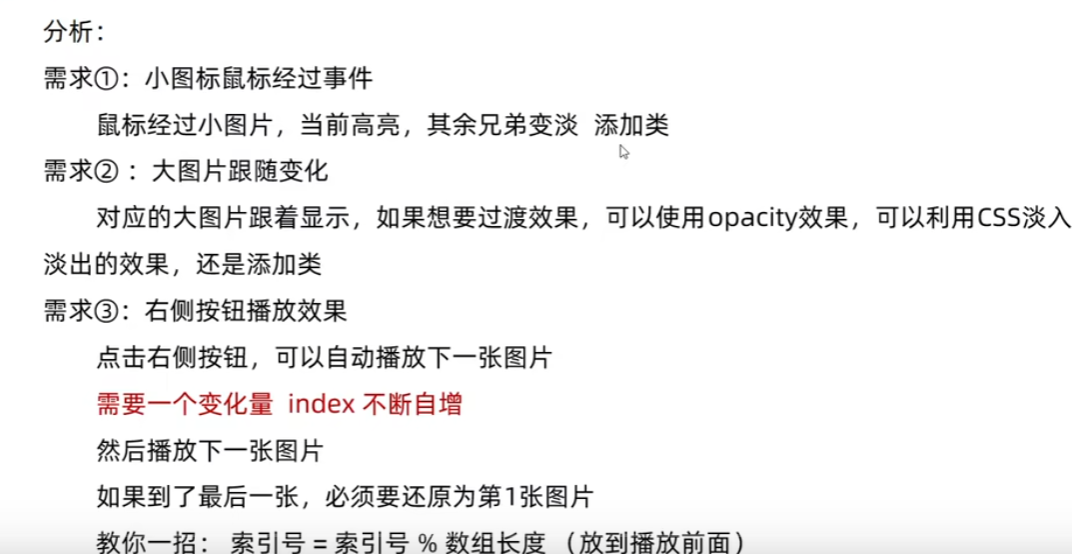 分析：
需求①：小图标鼠标经过事件
鼠标经过小图片，当前高亮，其余兄弟变淡 添加类
需求② ：大图片跟随变化
对应的大图片跟着显示，如果想要过渡效果，可以使用opacity效果，可以利用CSS淡入
淡出的效果，还是添加类
需求③：右侧按钮播放效果
点击右侧按钮，可以自动播放下一张图片
需要一个变化量 index 不断自增
然后播放下一张图片
如果到了最后一张，必须要还原为第1张图片
教你一招： 索引号 = 索引号 % 数组长度 （放到播放前面）